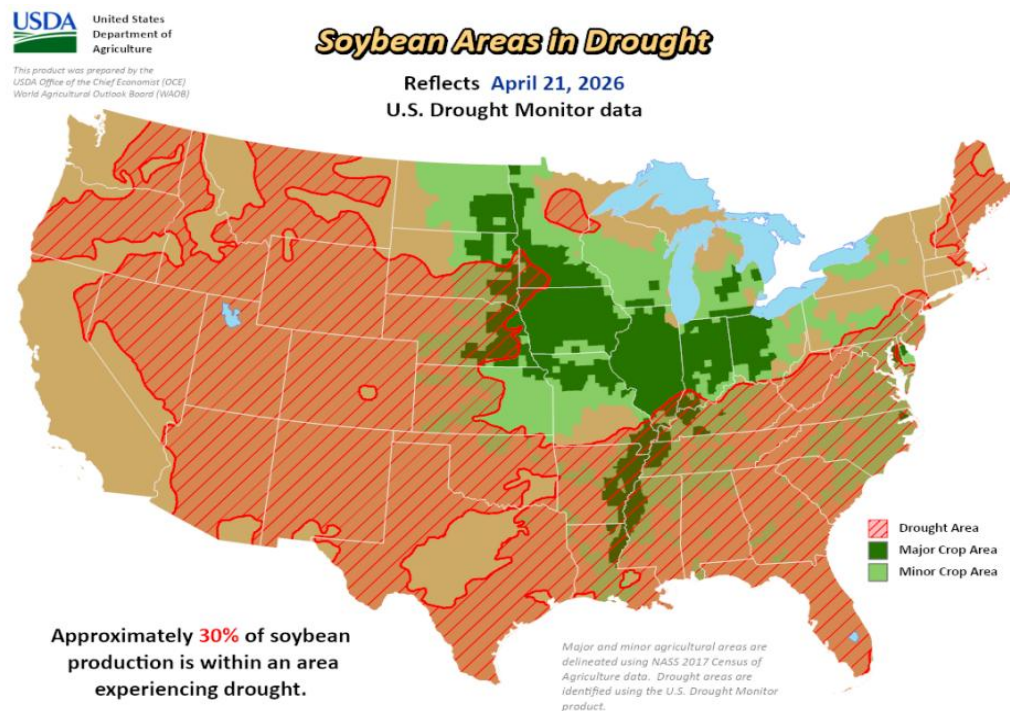 USDA
United States
Department of
Agriculture
This product was prepared by the
USDA Office of the Chief Economist (OCE)
World Agricultural Outlook Board (WAOB)
Soybean Areas in Drought
Reflects April 21, 2026
U.S. Drought Monitor data
Drought Area
Major Crop Area
Minor Crop Area
Approximately 30% of soybean
production is within an area
experiencing drought.
Major and minor agricultural areas are
delineated using NASS 2017 Census of
Agriculture data. Drought areas are
identified using the U.S. Drought Monitor
product.